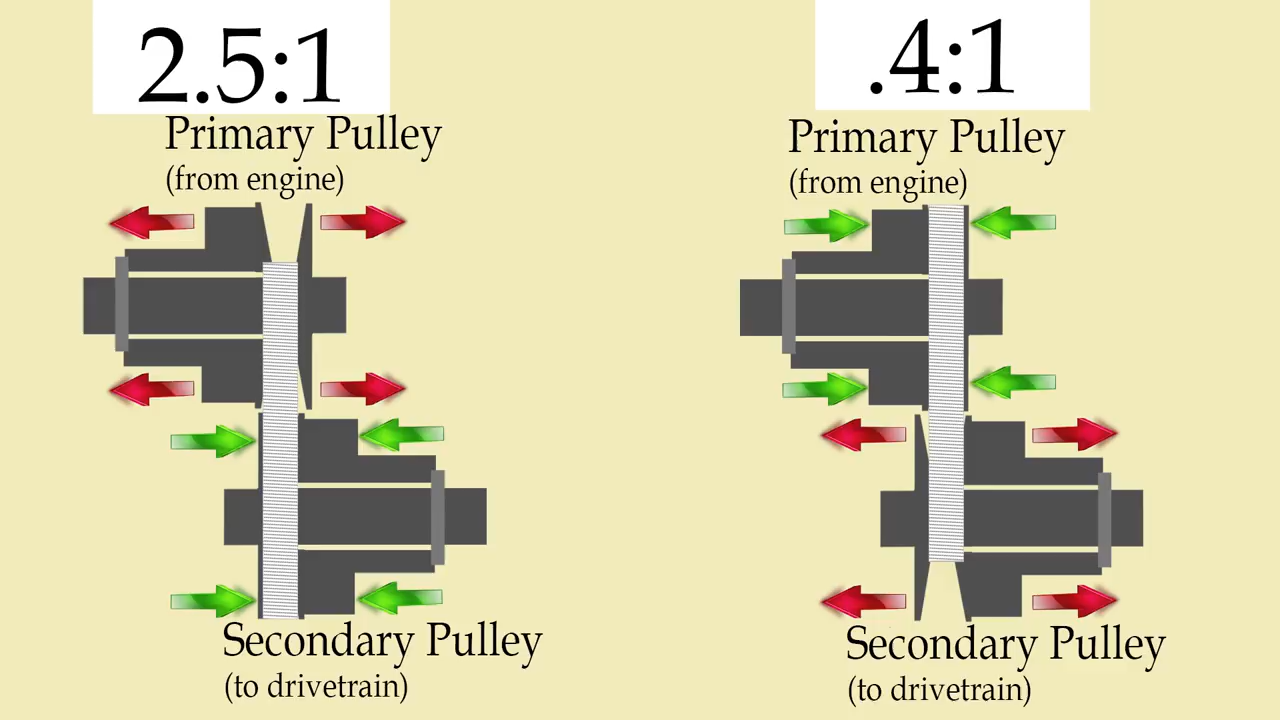 2.5:1
Primary Pulley
(from engine)
Secondary Pulley
(to drivetrain)
.4:1
Primary Pulley
(from engine)
Secondary Pulley
(to drivetrain)